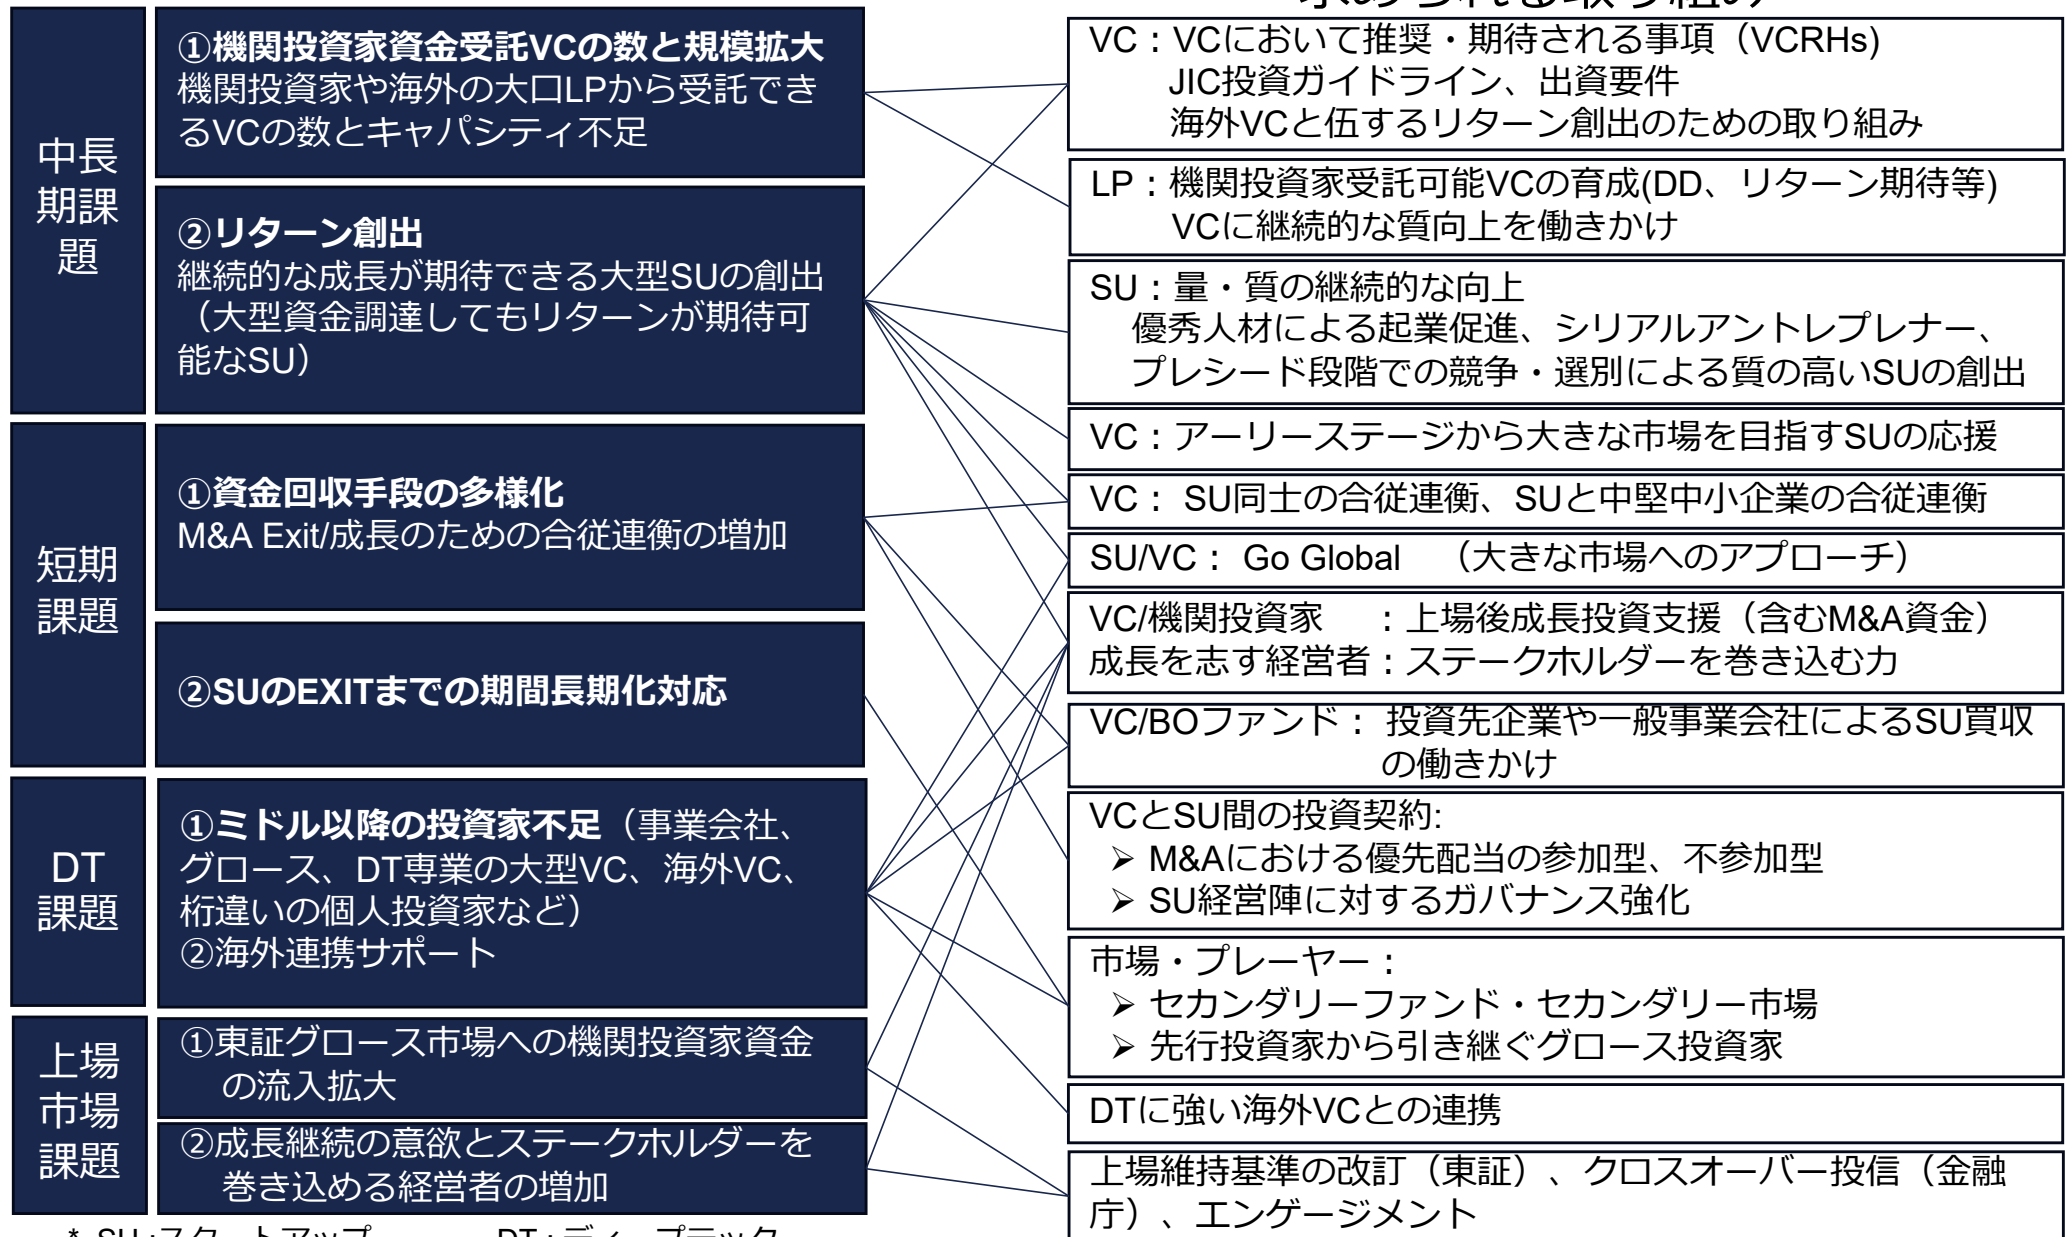 求められる取り組み
中長
期課
題
①機関投資家資金受託VCの数と規模拡大
機関投資家や海外の大口LPから受託でき
るVCの数とキャパシティ不足
②リターン創出
継続的な成長が期待できる大型SUの創出
（大型資金調達してもリターンが期待可
能なSU）
短期
課題
①資金回収手段の多様化
M&A Exit/成長のための合従連衡の増加
②SUのEXITまでの期間長期化対応
DT
課題
①ミドル以降の投資家不足（事業会社、
グロース、DT専業の大型VC、海外VC、
桁違いの個人投資家など）
②海外連携サポート
上場
市場
課題
①東証グロース市場への機関投資家資金
の流入拡大
②成長継続の意欲とステークホルダーを
巻き込める経営者の増加
VC：VCにおいて推奨・期待される事項（VCRHs)
JIC投資ガイドライン、出資要件
海外VCと伍するリターン創出のための取り組み
LP：機関投資家受託可能VCの育成(DD、リターン期待等)
VCに継続的な質向上を働きかけ
SU：量・質の継続的な向上
優秀人材による起業促進、シリアルアントレプレナー、
プレシード段階での競争・選別による質の高いSUの創出
VC：アーリーステージから大きな市場を目指すSUの応援
VC： SU同士の合従連衡、SUと中堅中小企業の合従連衡
SU/VC： Go Global　（大きな市場へのアプローチ）
VC/機関投資家　：上場後成長投資支援（含むM&A資金）
成長を志す経営者：ステークホルダーを巻き込む力
VC/BOファンド： 投資先企業や一般事業会社によるSU買収
の働きかけ
VCとSU間の投資契約:
➢ M&Aにおける優先配当の参加型、不参加型
➢ SU経営陣に対するガバナンス強化
市場・プレーヤー：
➢ セカンダリーファンド・セカンダリー市場
➢ 先行投資家から引き継ぐグロース投資家
DTに強い海外VCとの連携
上場維持基準の改訂（東証）、クロスオーバー投信（金融
庁）、エンゲージメント
* SU：スタートアップ　DT：ディープテック